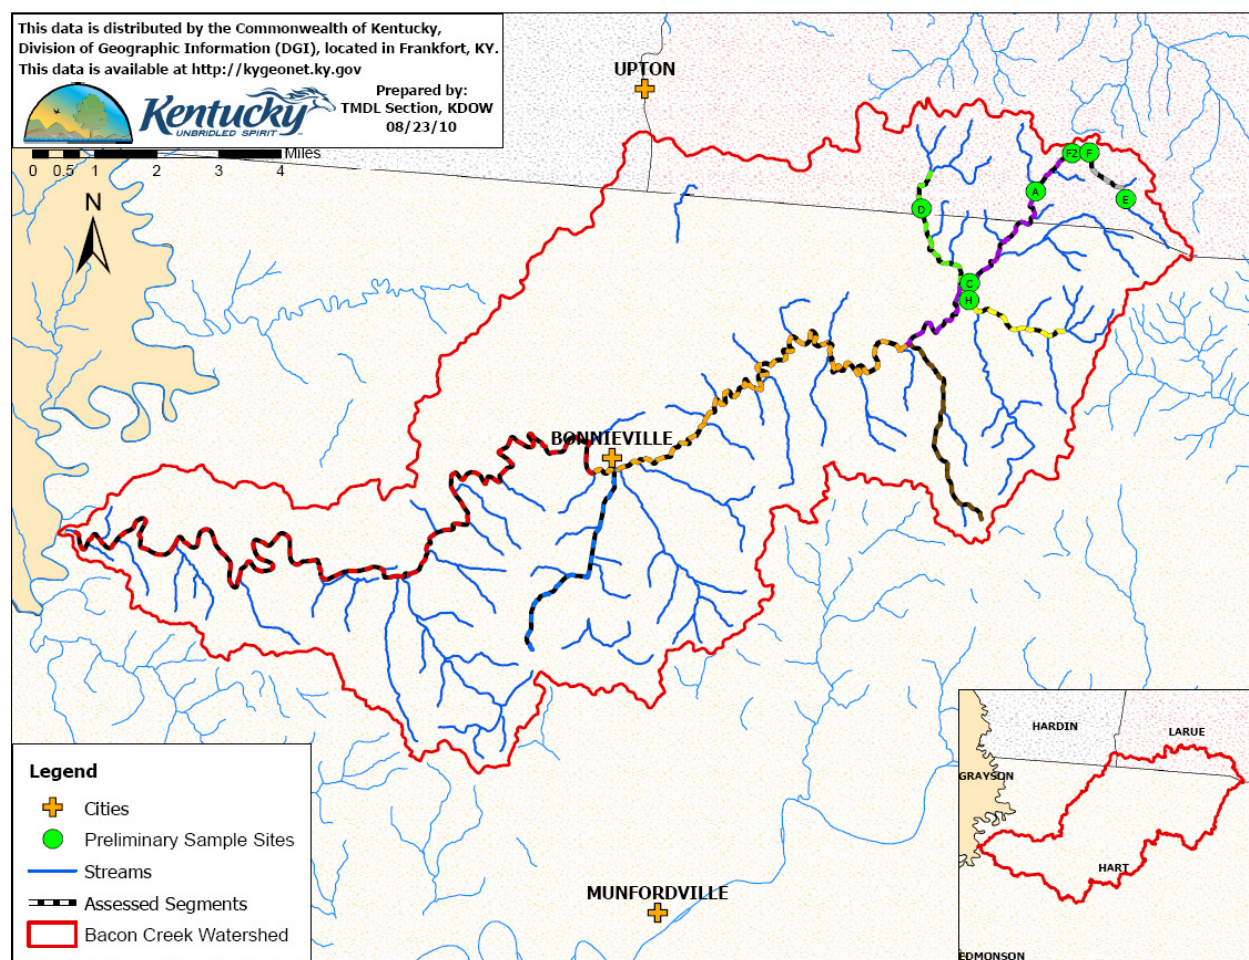 This data is distributed by the Commonwealth of Kentucky,
Division of Geographic Information (DGI), located in Frankfort, KY.
This data is available at http://kygeonet.ky.gov
Kentucky
UNBRIDLED SPIRIT
Prepared by:
TMDL Section, KDOW
08/23/10
Miles
0 0.5 1 2 3 4
N
UPTON
F2 F
A
E
D
C
H
BONNIEVILLE
MUNFORDVILLE
Legend
Cities
Preliminary Sample Sites
Streams
Assessed Segments
Bacon Creek Watershed
HARDIN
LARUE
GRAYSON
HART
EDMONSON